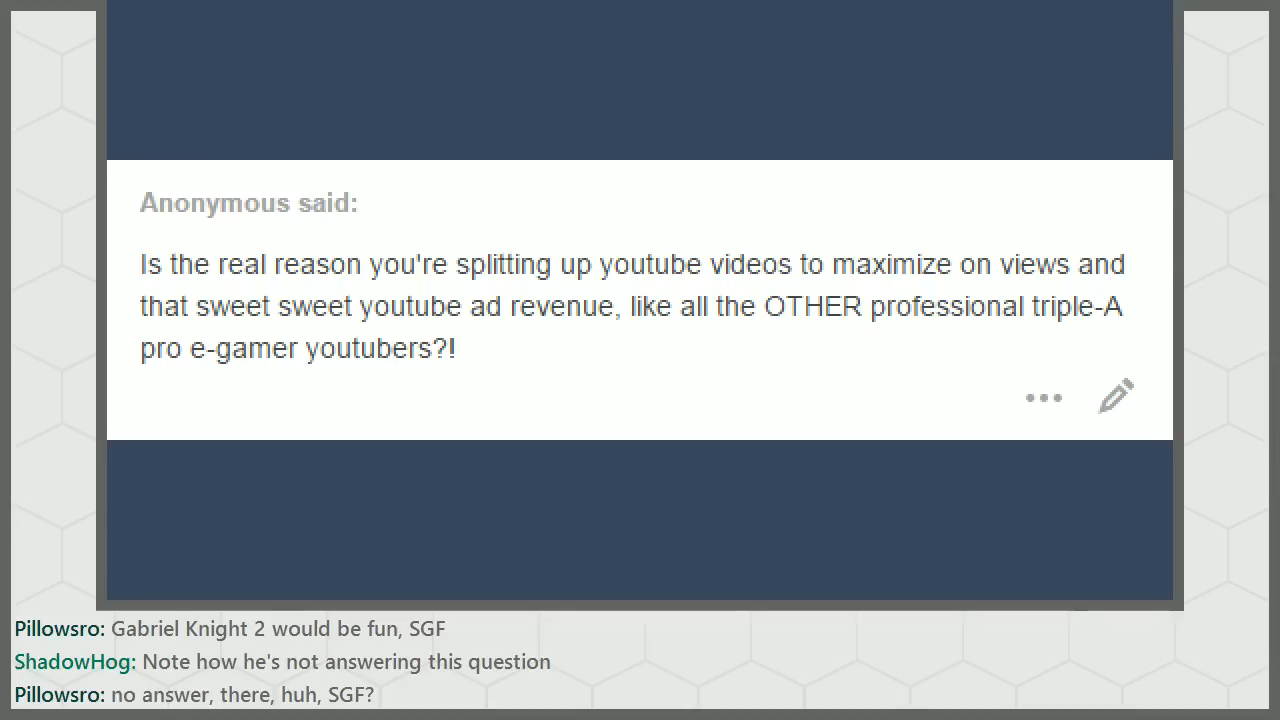 Anonymous said:
Is the real reason you're splitting up youtube videos to maximize on views and
that sweet sweet youtube ad revenue, like all the OTHER professional triple-A
pro e-gamer youtubers?!
Pillowsro: Gabriel Knight 2 would be fun, SGF
ShadowHog: Note how he's not answering this question
Pillowsro: no answer, there, huh, SGF?